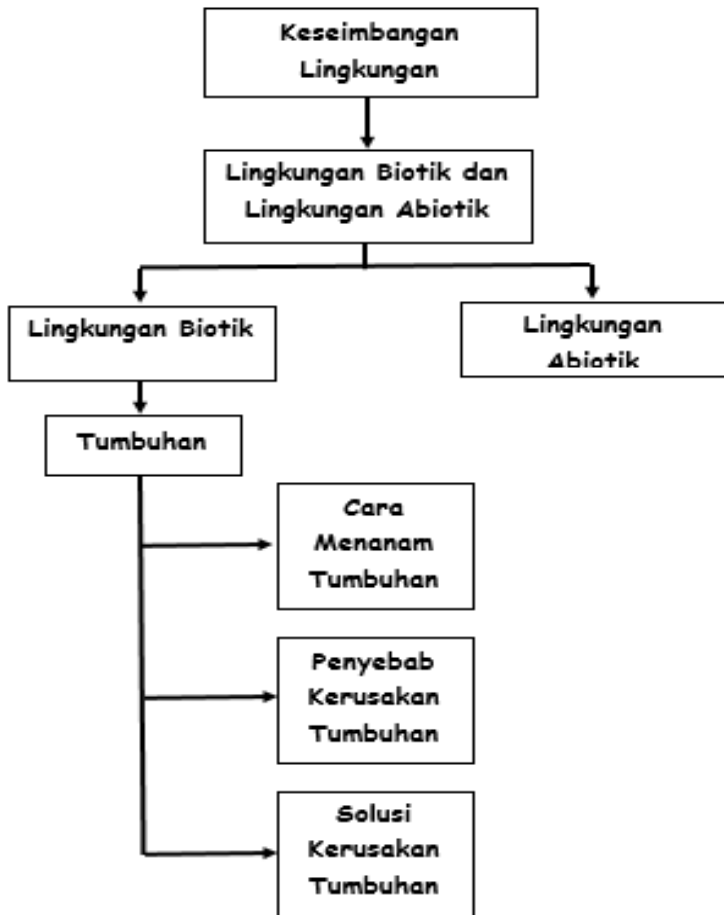 Keseimbangan
Lingkungan
Lingkungan Biotik dan
Lingkungan Abiotik
Lingkungan Biotik
Lingkungan
Abiotik
Tumbuhan
Cara
Menanam
Tumbuhan
Penyebab
Kerusakan
Tumbuhan
Solusi
Kerusakan
Tumbuhan